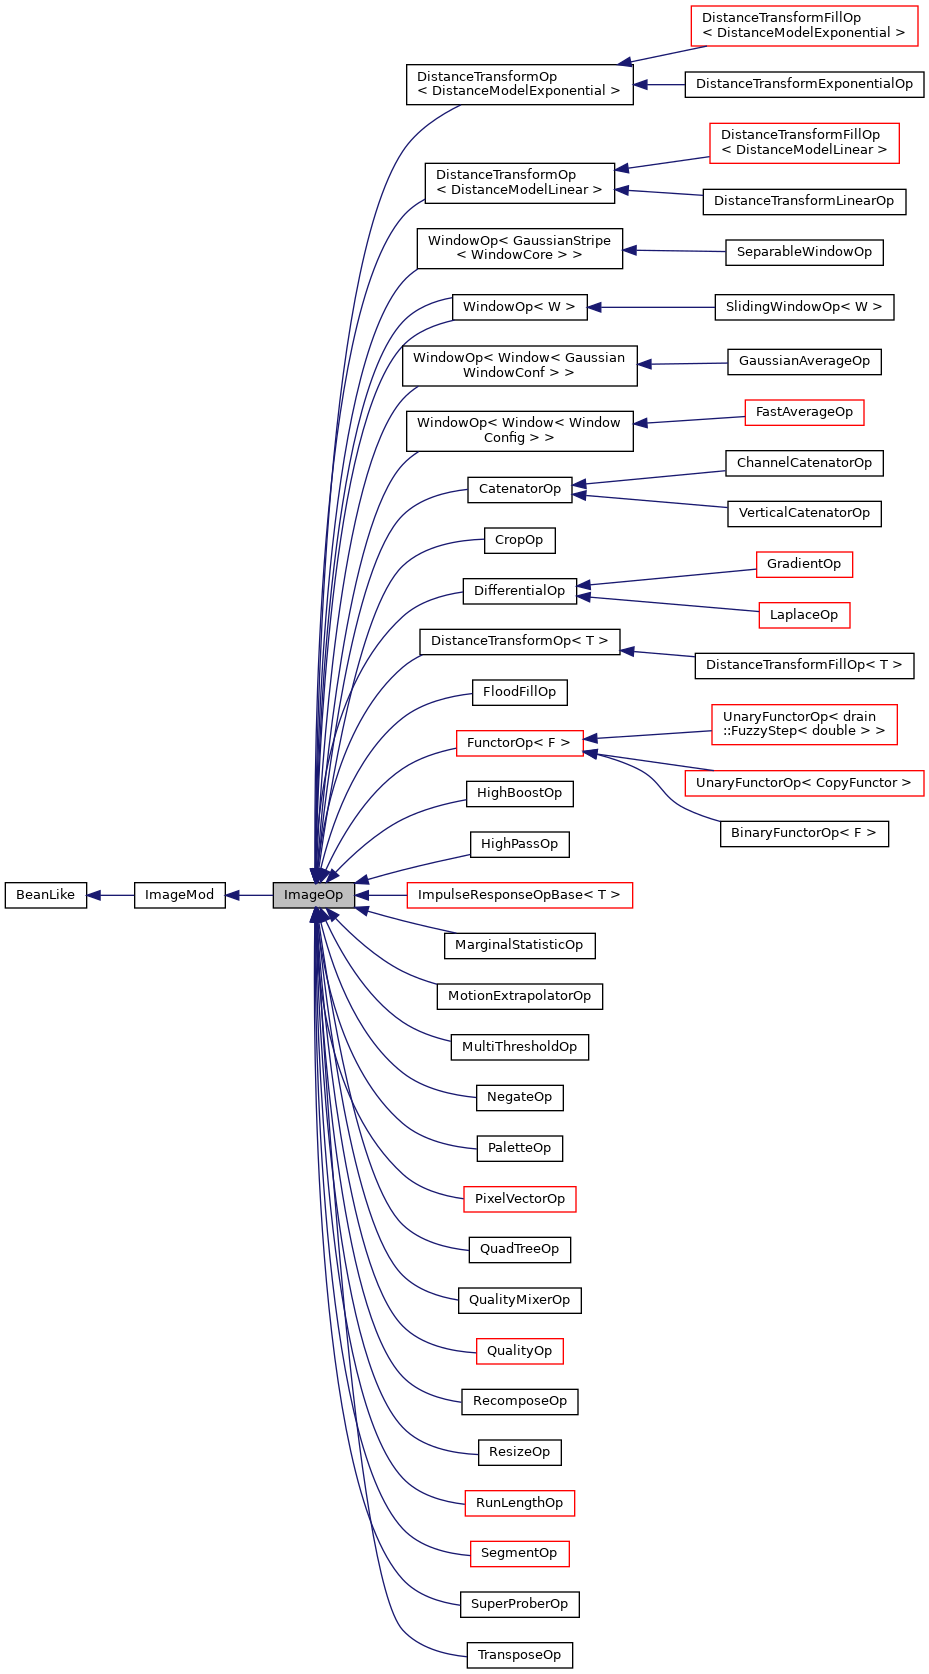 DistanceTransformFillOp
< DistanceModelExponential >
DistanceTransformOp
< DistanceModelExponential >
DistanceTransformExponentialOp
DistanceTransformFillOp
< DistanceModelLinear >
DistanceTransformOp
< DistanceModelLinear >
DistanceTransformLinearOp
WindowOp< GaussianStripe
< WindowCore > >
SeparableWindowOp
WindowOp< W >
SlidingWindowOp< W >
WindowOp< Window< Gaussian
WindowConf > >
GaussianAverageOp
WindowOp< Window< Window
Config > >
FastAverageOp
CatenatorOp
ChannelCatenatorOp
VerticalCatenatorOp
CropOp
DifferentialOp
GradientOp
LaplaceOp
DistanceTransformOp< T >
DistanceTransformFillOp< T >
FloodFillOp
FunctorOp< F >
UnaryFunctorOp< drain
::FuzzyStep< double > >
UnaryFunctorOp< CopyFunctor >
BinaryFunctorOp< F >
HighBoostOp
HighPassOp
BeanLike
ImageMod
ImageOp
ImpulseResponseOpBase< T >
MarginalStatisticOp
MotionExtrapolatorOp
MultiThresholdOp
NegateOp
PaletteOp
PixelVectorOp
QuadTreeOp
QualityMixerOp
QualityOp
RecomposeOp
ResizeOp
RunLengthOp
SegmentOp
SuperProberOp
TransposeOp